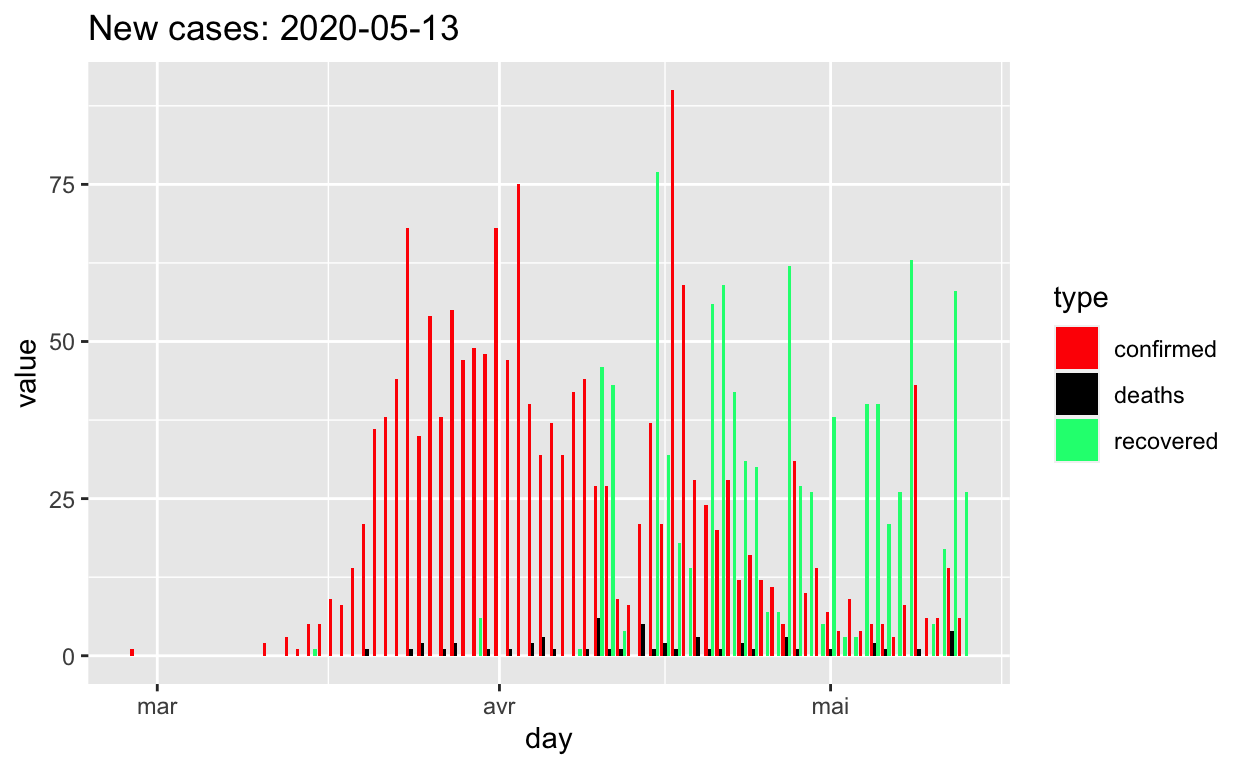 New cases: 2020-05-13
value
75
50
25
0
mar
avr
mai
day
type
confirmed
deaths
recovered